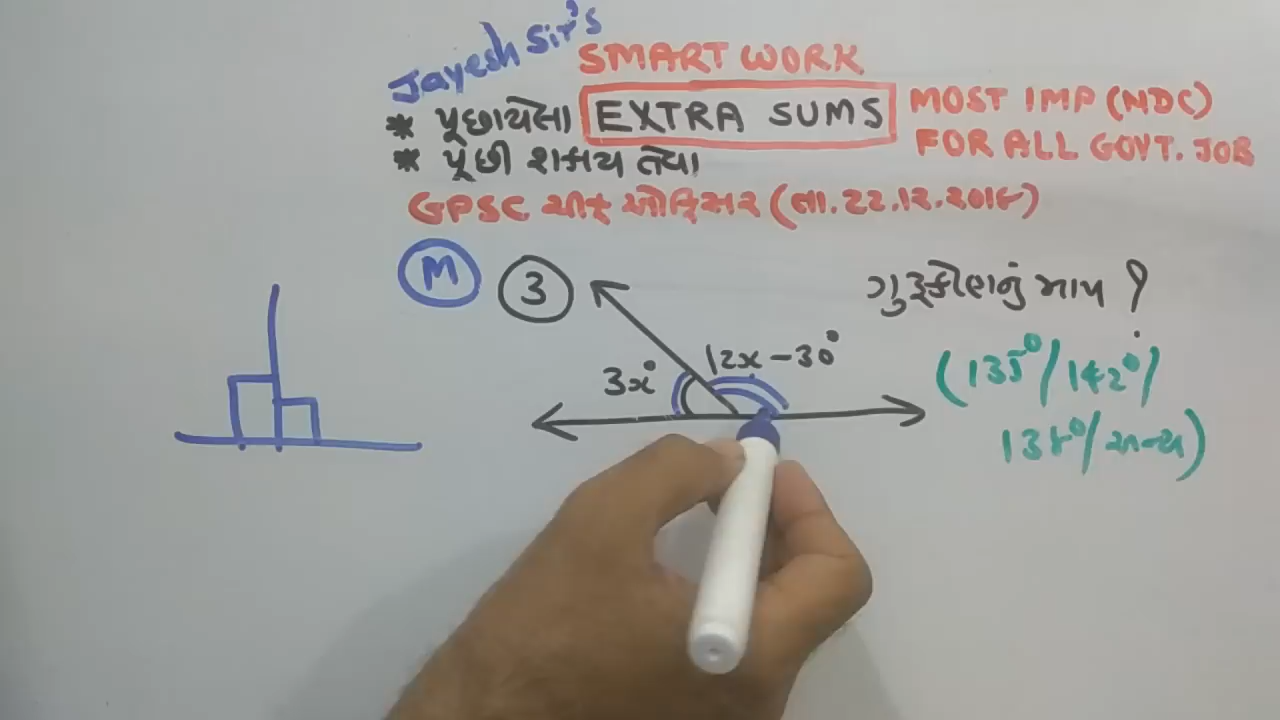 Jayesh Sir's
SMART WORK
* પૂછાયેલા EXTRA SUMS
MOST IMP (NDC)
* પૂછી શકાય તેવા
FOR ALL GOVT. JOB
GPSC ચીફ ઓફિસર (તા.22.12.૨૦૧૮)
M 3
ગુરૂકોણનું માપ ?
3x° 12x-30°
(135°/142°/
138°/અન્ય)